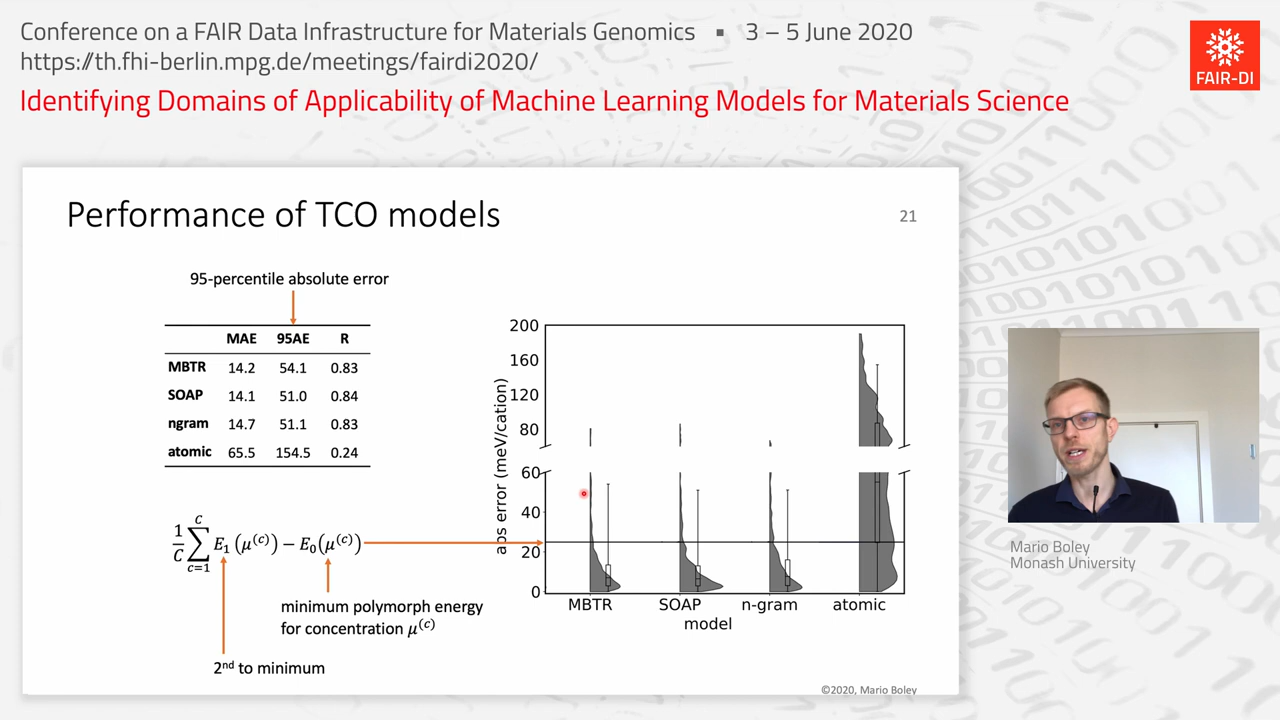 Conference on a FAIR Data Infrastructure for Materials Genomics ▪ 3 – 5 June 2020
https://th.fhi-berlin.mpg.de/meetings/fairdi2020/
Identifying Domains of Applicability of Machine Learning Models for Materials Science
FAIR-DI
Performance of TCO models
21
95-percentile absolute error
MAE 95AE R
MBTR 14.2 54.1 0.83
SOAP 14.1 51.0 0.84
ngram 14.7 51.1 0.83
atomic 65.5 154.5 0.24
1/C ∑_{c=1}^{C} E₁(μ^(c)) − E₀(μ^(c))
minimum polymorph energy
for concentration μ^(c)
2nd to minimum
abs error (meV/cation)
200
160
120
80
60
40
20
0
MBTR SOAP n-gram atomic
model
©2020, Mario Boley
Mario Boley
Monash University